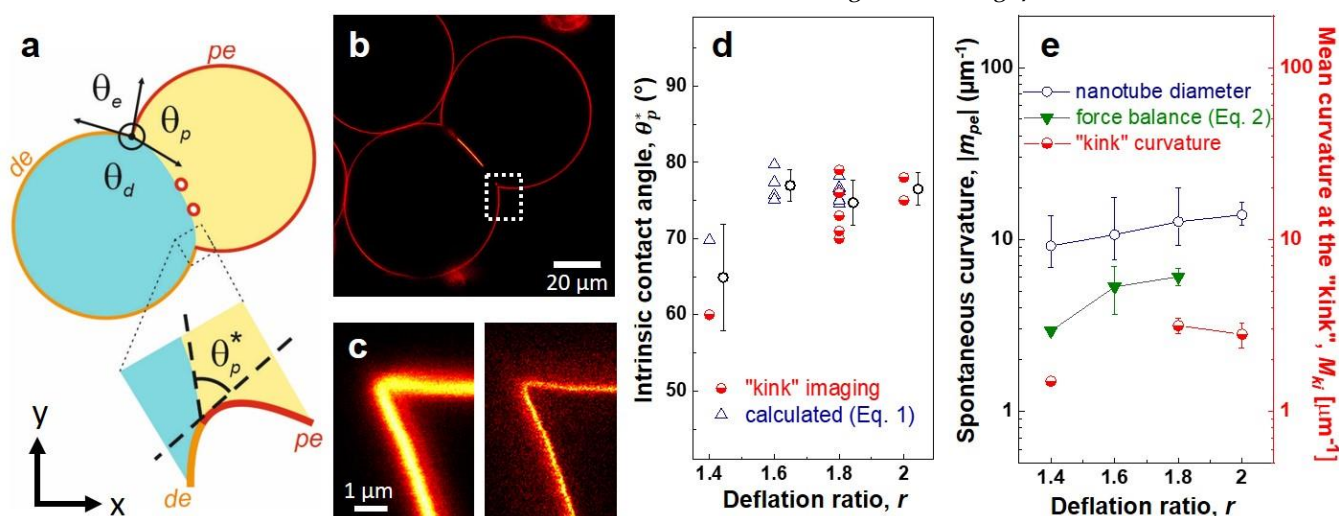 a
pe
θe
θp
de
θd
θp*
pe
de
y
x
b
20 μm
c
1 μm
d
Intrinsic contact angle, θp* (°)
90
80
70
60
50
"kink" imaging
calculated (Eq. 1)
1.4 1.6 1.8 2
Deflation ratio, r
e
Spontaneous curvature, |mpe| (μm-1)
100
10
1
nanotube diameter
force balance (Eq. 2)
"kink" curvature
1.4 1.6 1.8 2
Deflation ratio, r
100
10
1
Mean curvature at the "kink", Mki [μm-1]